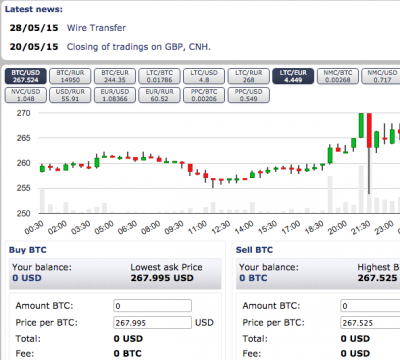 Latest news:
28/05/15 Wire Transfer
20/05/15 Closing of tradings on GBP, CNH.
BTC/USD BTC/RUR BTC/EUR LTC/BTC LTC/USD LTC/RUR LTC/EUR NMC/BTC NMC/USD
267.524 14950 244.35 0.01786 4.8 268 4.449 0.00268 0.717
NVC/USD USD/RUR EUR/USD EUR/RUR PPC/BTC PPC/USD
1.048 55.91 1.08366 60.52 0.00206 0.549
270
265
260
255
250
00:30 02:00 03:30 05:00 06:30 08:00 09:30 11:00 12:30 14:00 15:30 17:00 18:30 20:00 21:30 23:00 00:
Buy BTC Sell BTC
Your balance: Lowest ask Price Your balance: Highest B
0 USD 267.995 USD 0 BTC 267.525
Amount BTC: 0 Amount BTC: 0
Price per BTC: 267.995 USD Price per BTC: 267.525
Total: 0 USD Total: 0 USD
Fee: 0 BTC Fee: 0 USD